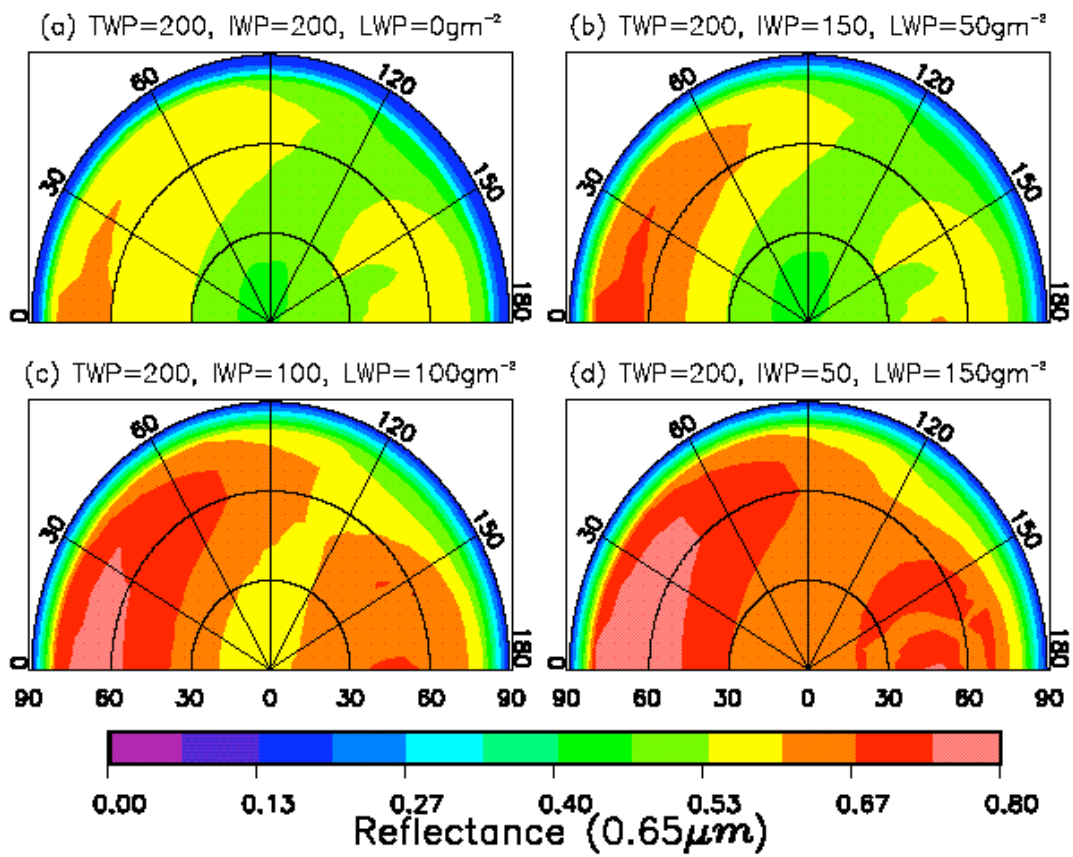 (a) TWP=200, IWP=200, LWP=0gm⁻² (b) TWP=200, IWP=150, LWP=50gm⁻²
60 120 60 120
30 150 30 150
0 180 0 180
(c) TWP=200, IWP=100, LWP=100gm⁻² (d) TWP=200, IWP=50, LWP=150gm⁻²
60 120 60 120
30 150 30 150
0 180 0 180
90 60 30 0 30 60 90 90 60 30 0 30 60 90
0.00 0.13 0.27 0.40 0.53 0.67 0.80
Reflectance (0.65μm)